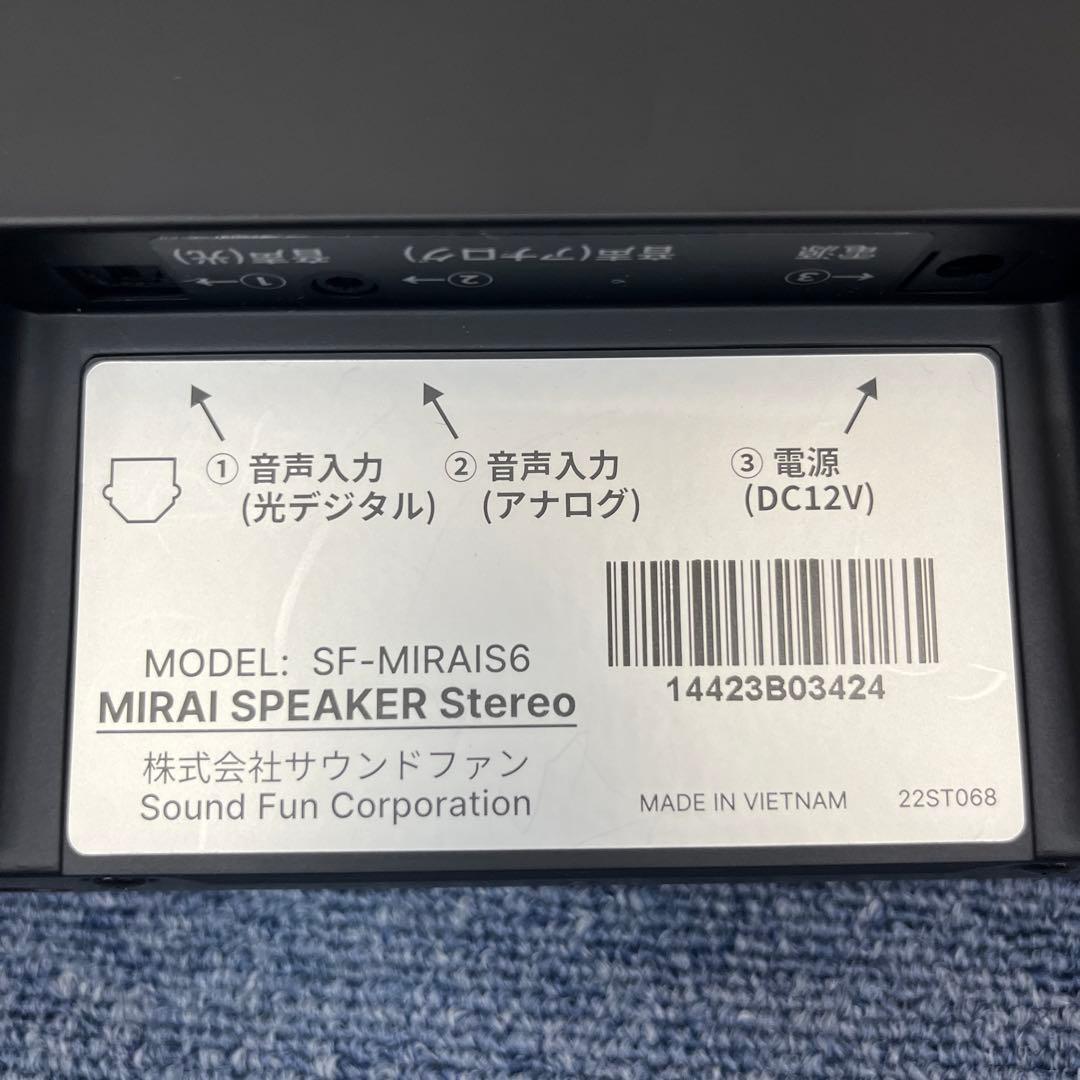 音声(光)
①→
音声(アナログ)
②→
電源
←③
① 音声入力
(光デジタル)
② 音声入力
(アナログ)
③ 電源
(DC12V)
14423B03424
MODEL: SF-MIRAIS6
MIRAI SPEAKER Stereo
株式会社サウンドファン
Sound Fun Corporation
MADE IN VIETNAM
22ST068